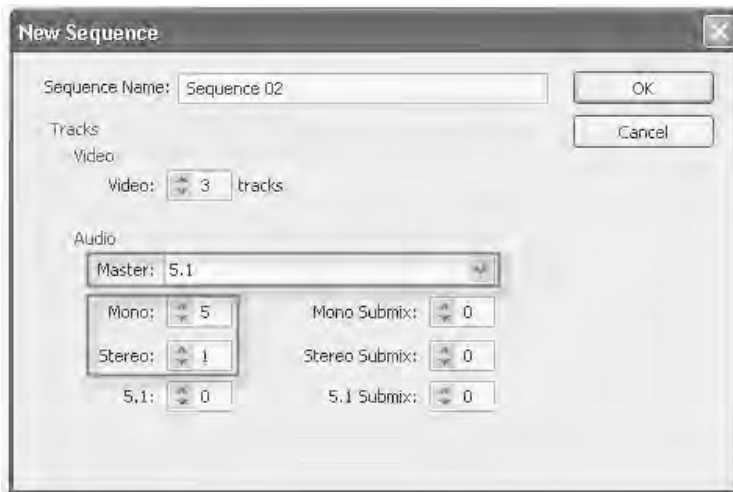 New Sequence
Sequence Name: Sequence 02
OK
Tracks
Cancel
Video
Video: 3 tracks
Audio
Master: 5.1
Mono: 5 Mono Submix: 0
Stereo: 1 Stereo Submix: 0
5.1: 0 5.1 Submix: 0